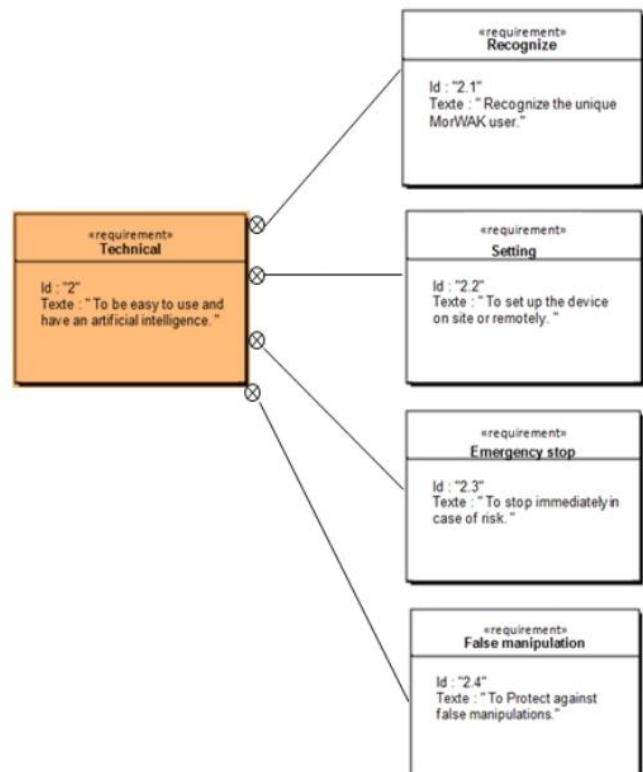 «requirement»
Recognize
Id : "2.1"
Texte : " Recognize the unique
MorWAK user."
«requirement»
Technical
Id : "2"
Texte : " To be easy to use and
have an artificial intelligence. "
«requirement»
Setting
Id : "2.2"
Texte : " To set up the device
on site or remotely. "
«requirement»
Emergency stop
Id : "2.3"
Texte : " To stop immediately in
case of risk. "
«requirement»
False manipulation
Id : "2.4"
Texte : " To Protect against
false manipulations."